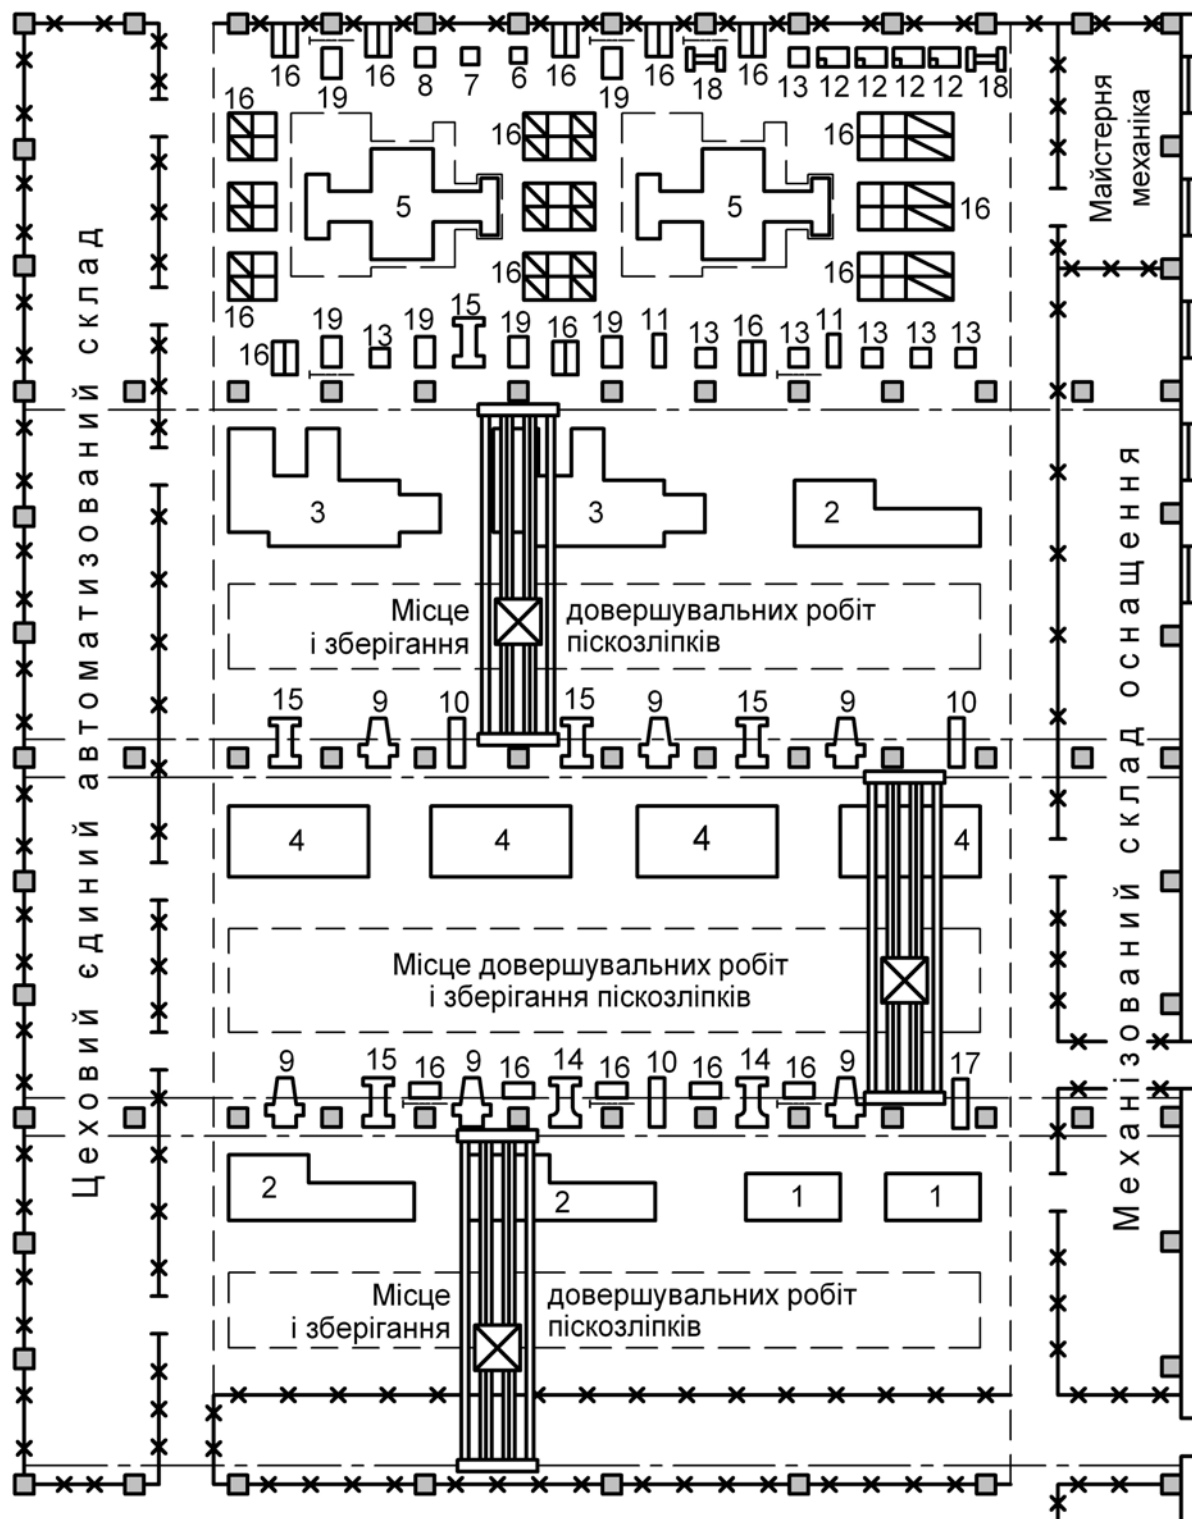 16 19 16 8 7 6 16 19 16 18 16 13 12 12 12 12 18
Майстерня
механіка
16 16 16
5 5 16
16 16 16
15
19 13 19 19 16 19 11 13 16 13 11 13 13 13
16
Цеховий єдиний автоматизований склад
Механізований склад оснащення
3 3 2
Місце довершувальних робіт
і зберігання піскозліпків
15 9 10 15 9 15 9 10
4 4 4 4
Місце довершувальних робіт
і зберігання піскозліпків
9 15 16 9 16 14 16 10 16 14 16 9 17
2 2 1 1
Місце довершувальних робіт
і зберігання піскозліпків